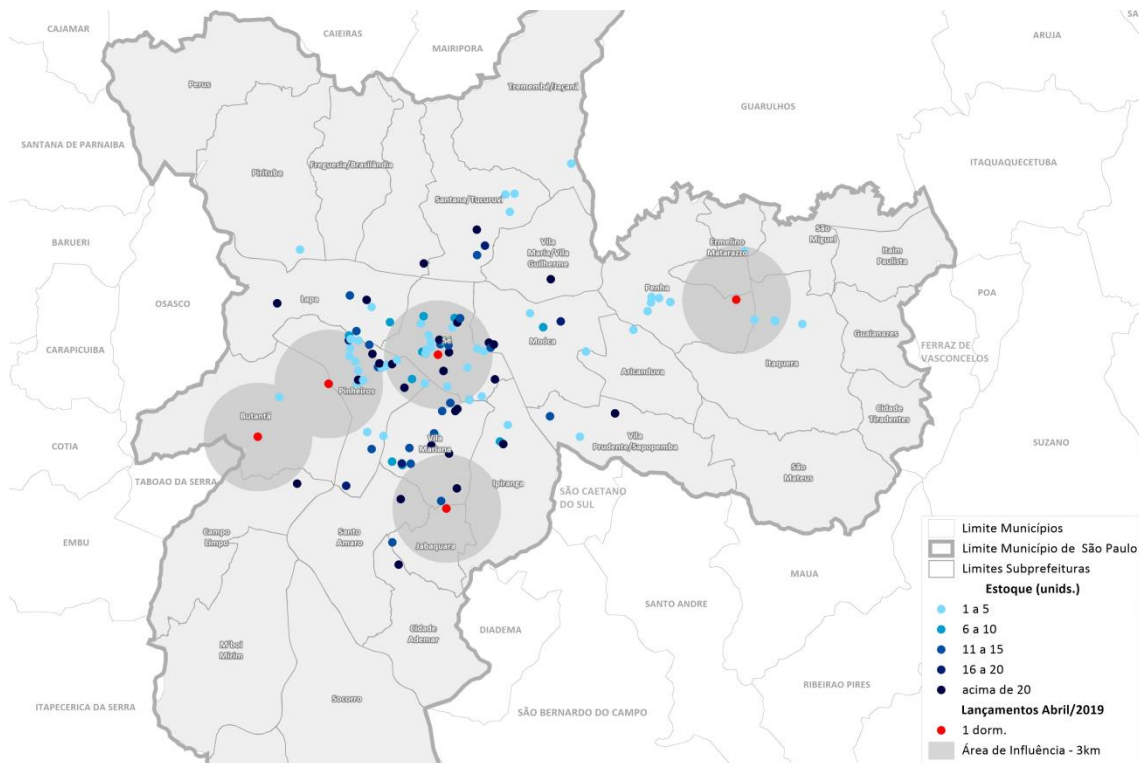 CAJAMAR
CAIEIRAS
MAIRIPORA
ARUJA
SA
Perus
Tremembé/Jaçanã
GUARULHOS
SANTANA DE PARNAIBA
Pirituba
Freguesia/Brasilândia
ITAQUAQUECETUBA
Santana/Tucuruvi
BARUERI
Vila
Maria/Vila
Guilherme
Ermelino
Matarazzo
São
Miguel
Itaim
Paulista
OSASCO
Lapa
Penha
POA
Sé
Moóca
Guaianazes
FERRAZ DE
VASCONCELOS
CARAPICUIBA
Itaquera
Aricanduva
Pinheiros
Butantã
Cidade
Tiradentes
COTIA
Vila
Mariana
Vila
Prudente/Sapopemba
SUZANO
TABOAO DA SERRA
São
Mateus
Ipiranga
SÃO CAETANO
DO SUL
Campo
Limpo
Santo
Amaro
EMBU
Jabaquara
MAUA
SANTO ANDRE
Cidade
Ademar
DIADEMA
M'boi
Mirim
Socorro
RIBEIRAO PIRES
ITAPECERICA DA SERRA
SÃO BERNARDO DO CAMPO
Limite Municípios
Limite Município de São Paulo
Limites Subprefeituras
Estoque (unids.)
1 a 5
6 a 10
11 a 15
16 a 20
acima de 20
Lançamentos Abril/2019
1 dorm.
Área de Influência - 3km